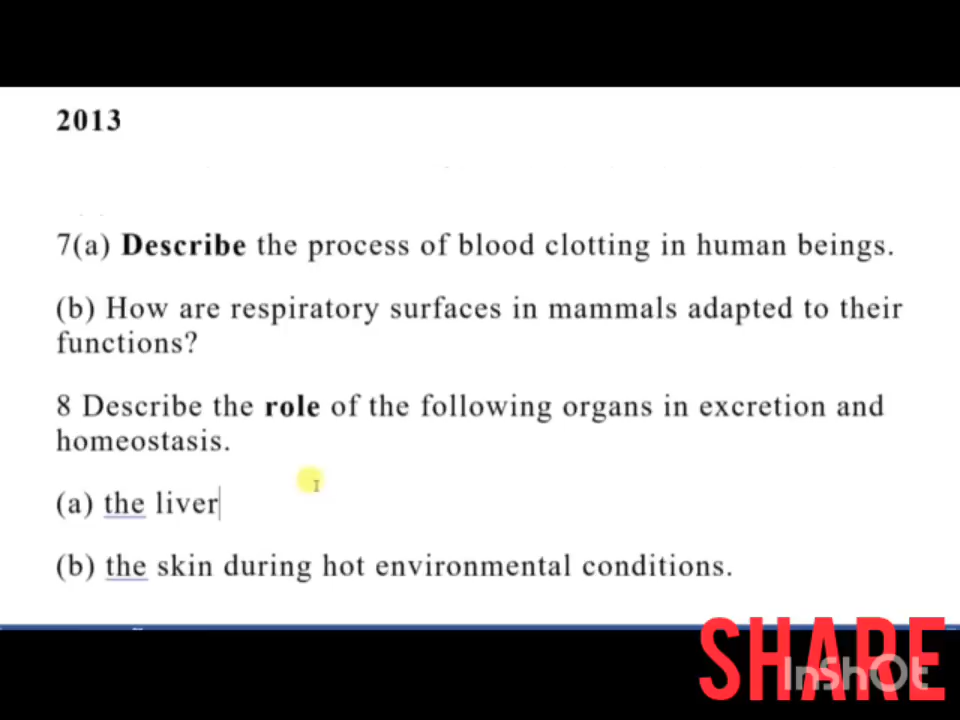 2013
7(a) Describe the process of blood clotting in human beings.
(b) How are respiratory surfaces in mammals adapted to their
functions?
8 Describe the role of the following organs in excretion and
homeostasis.
(a) the liver
(b) the skin during hot environmental conditions.
SHARE
InShOt